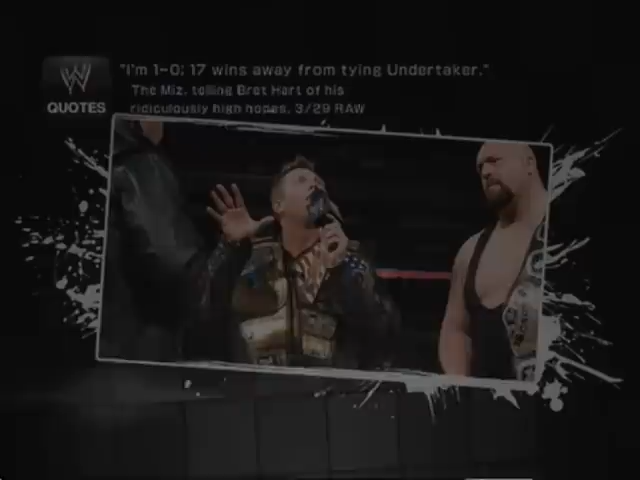 "I'm 1-0; 17 wins away from tying Undertaker."
The Miz, telling Bret Hart of his
QUOTES
ridiculously high hopes, 3/29 RAW